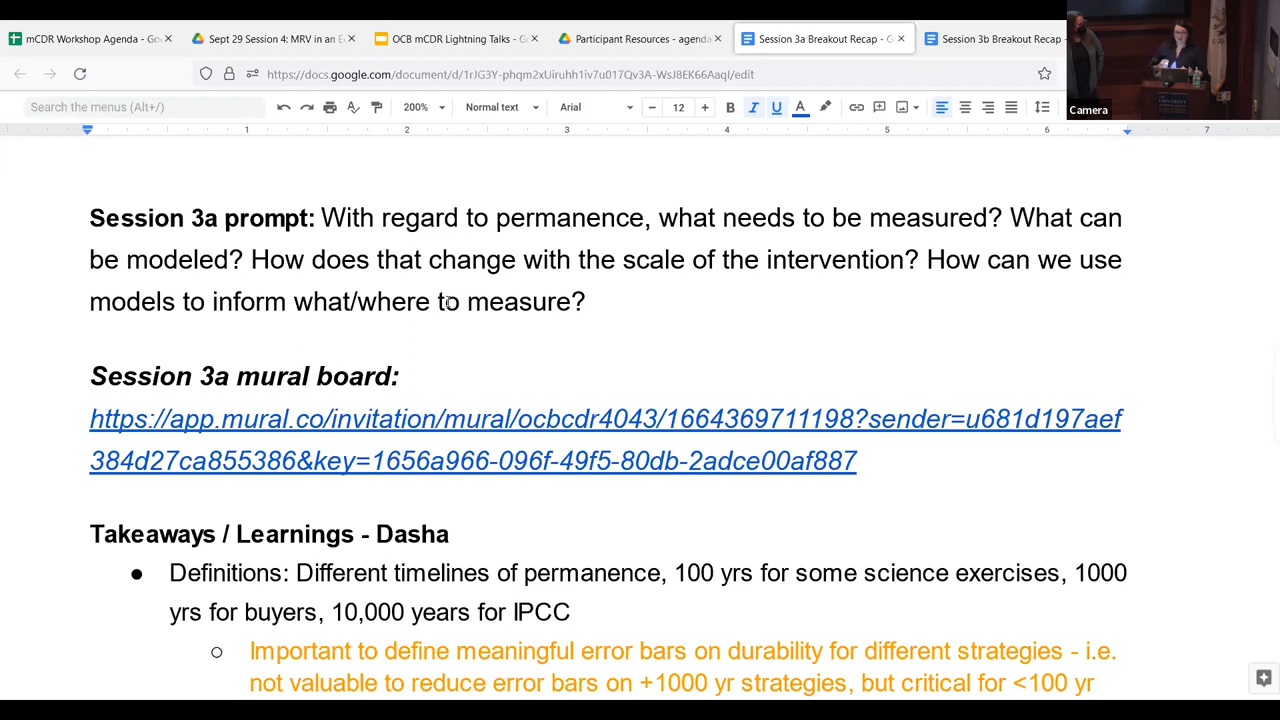 mCDR Workshop Agenda - Go
Sept 29 Session 4: MRV in an E
OCB mCDR Lightning Talks - G
Participant Resources - agenda
Session 3a Breakout Recap - G
Session 3b Breakout Recap -
https://docs.google.com/document/d/1rJG3Y-phqm2xUiruhh1iv7u017Qv3A-WsJ8EK66AaqI/edit
Search the menus (Alt+/)
200%
Normal text
Arial
12
B I U A
Camera
1 2 3 4 5 6 7
Session 3a prompt: With regard to permanence, what needs to be measured? What can
be modeled? How does that change with the scale of the intervention? How can we use
models to inform what/where to measure?
Session 3a mural board:
https://app.mural.co/invitation/mural/ocbcdr4043/1664369711198?sender=u681d197aef
384d27ca855386&key=1656a966-096f-49f5-80db-2adce00af887
Takeaways / Learnings - Dasha
● Definitions: Different timelines of permanence, 100 yrs for some science exercises, 1000
yrs for buyers, 10,000 years for IPCC
○ Important to define meaningful error bars on durability for different strategies - i.e.
not valuable to reduce error bars on +1000 yr strategies, but critical for <100 yr